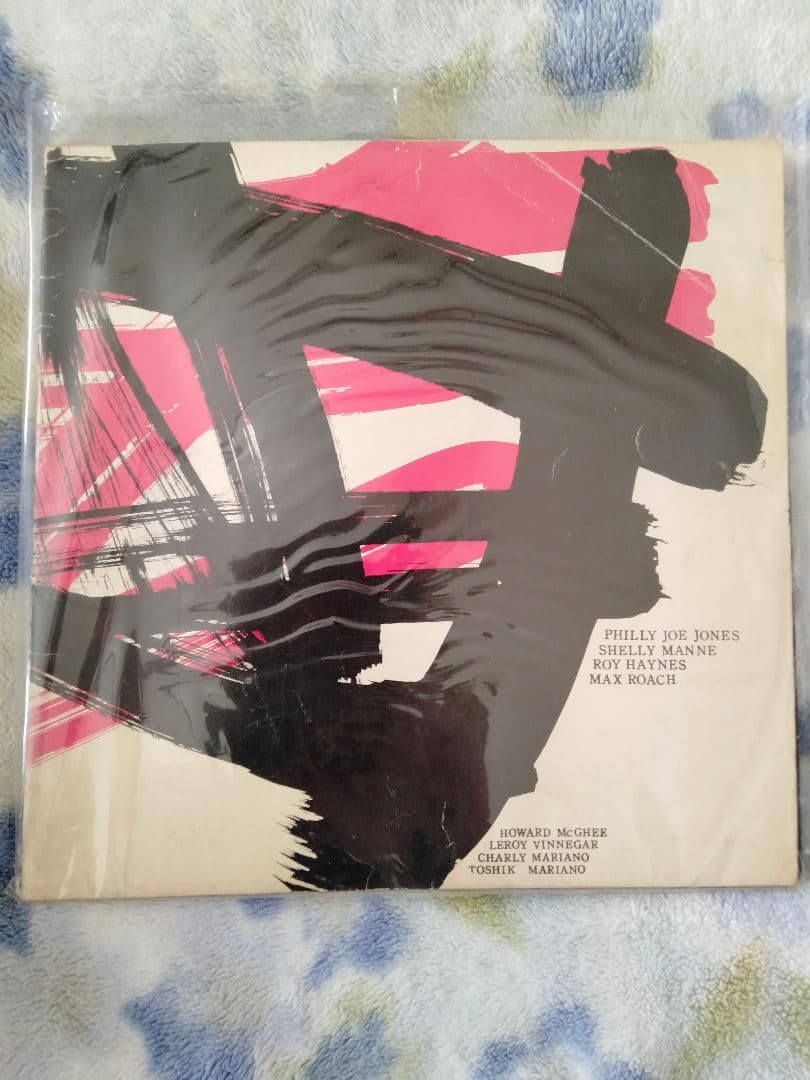 PHILLY JOE JONES
SHELLY MANNE
ROY HAYNES
MAX ROACH
HOWARD McGHEE
LEROY VINNEGAR
CHARLY MARIANO
TOSHIK MARIANO